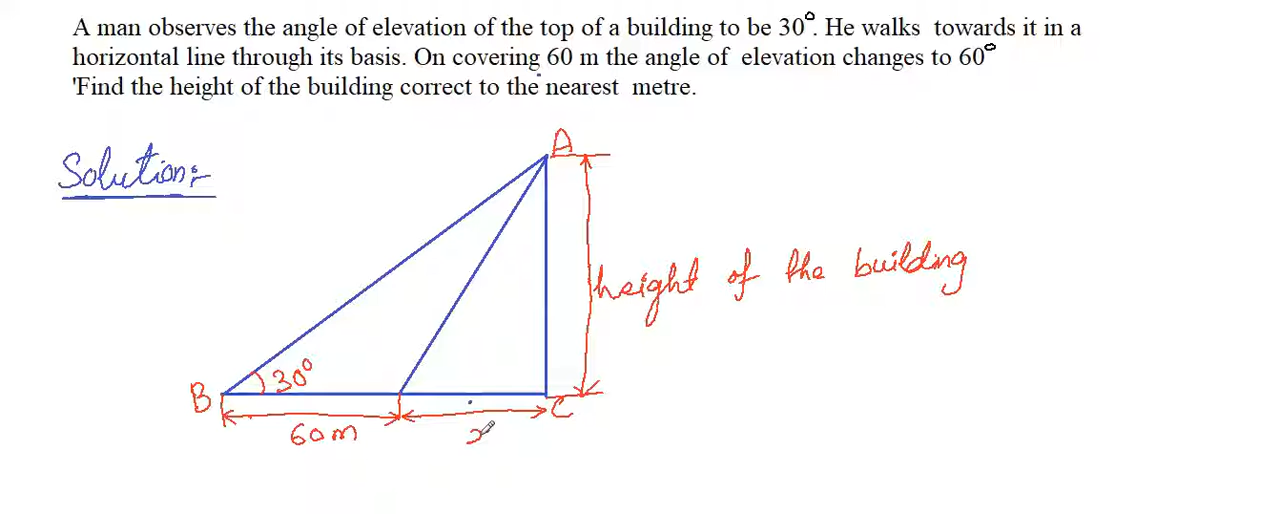 A man observes the angle of elevation of the top of a building to be 30°. He walks towards it in a
horizontal line through its basis. On covering 60 m the angle of elevation changes to 60°
'Find the height of the building correct to the nearest metre.
Solution:-
A
height of the building
30°
B
C
60m
x